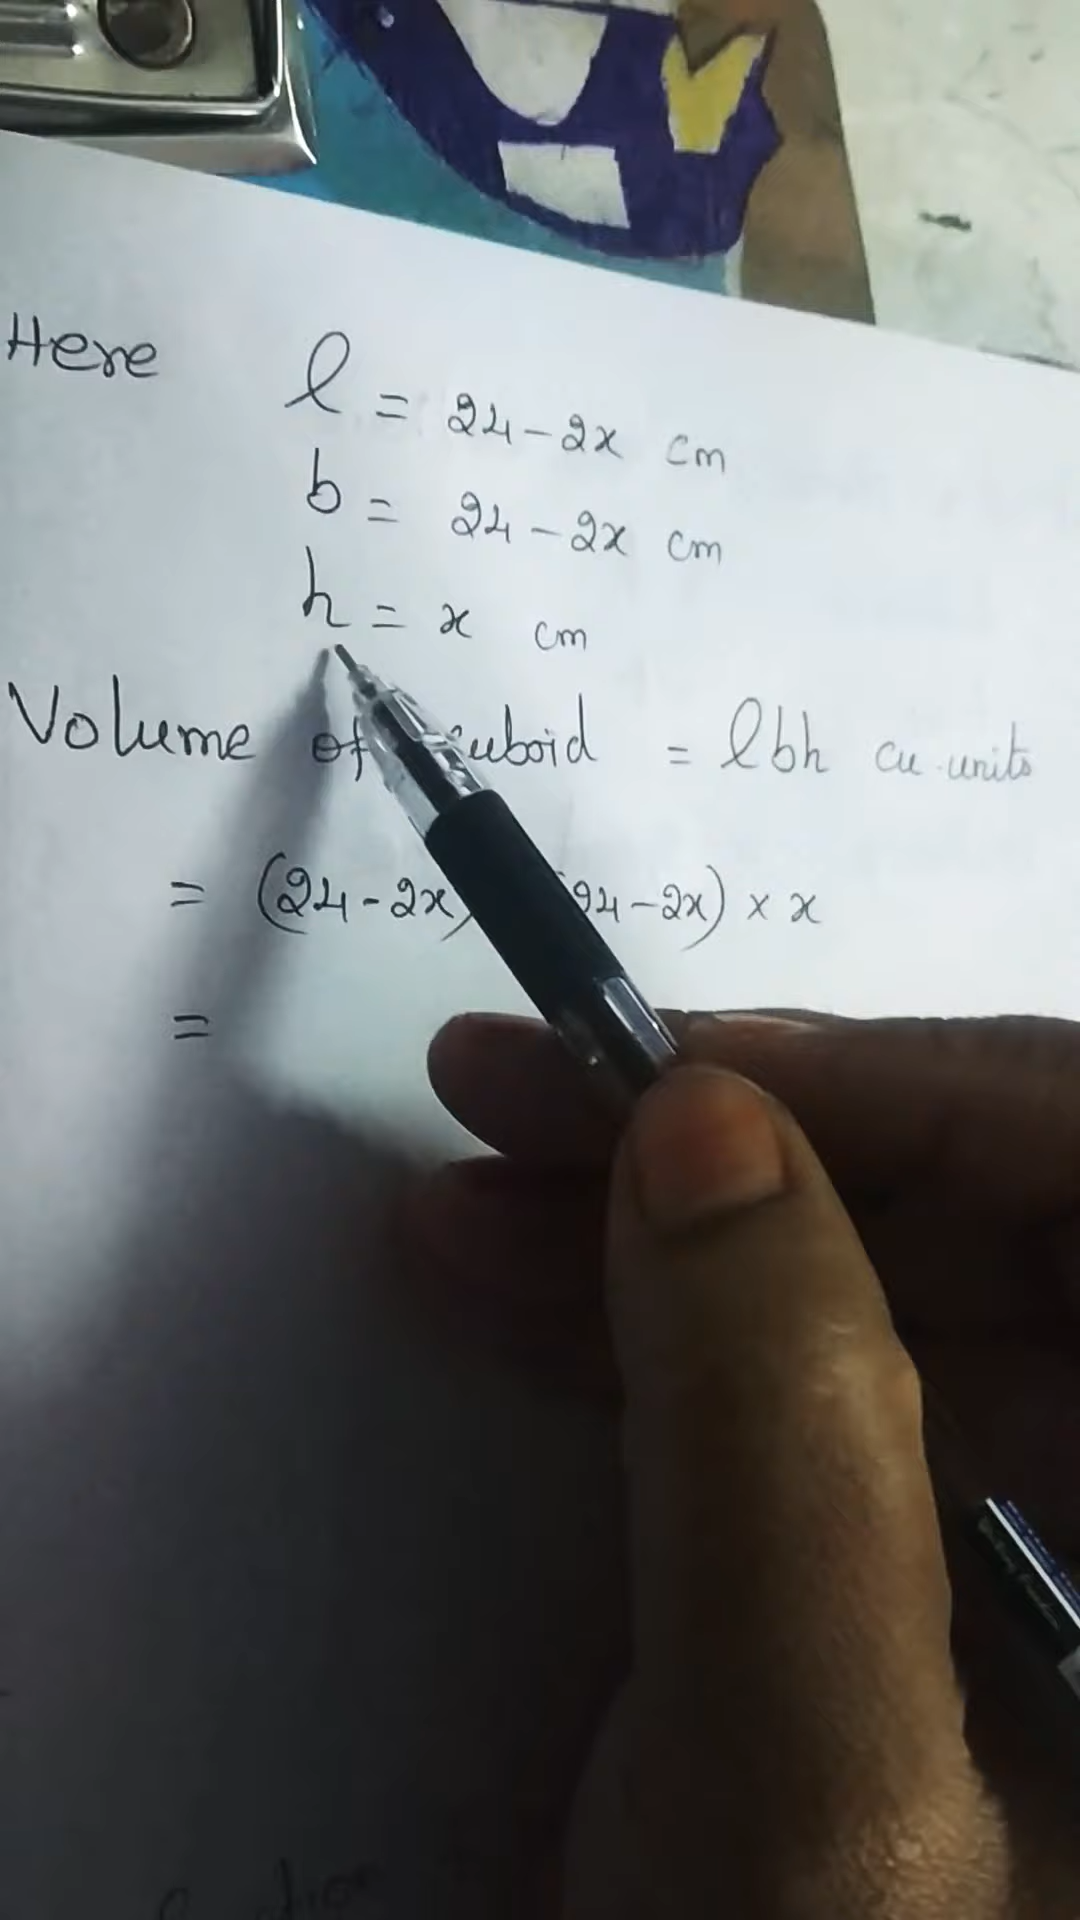 Here l = 24 - 2x cm
b = 24 - 2x cm
h = x cm
Volume of cuboid = lbh cu.units
= (24 - 2x) (24 - 2x) × x
=